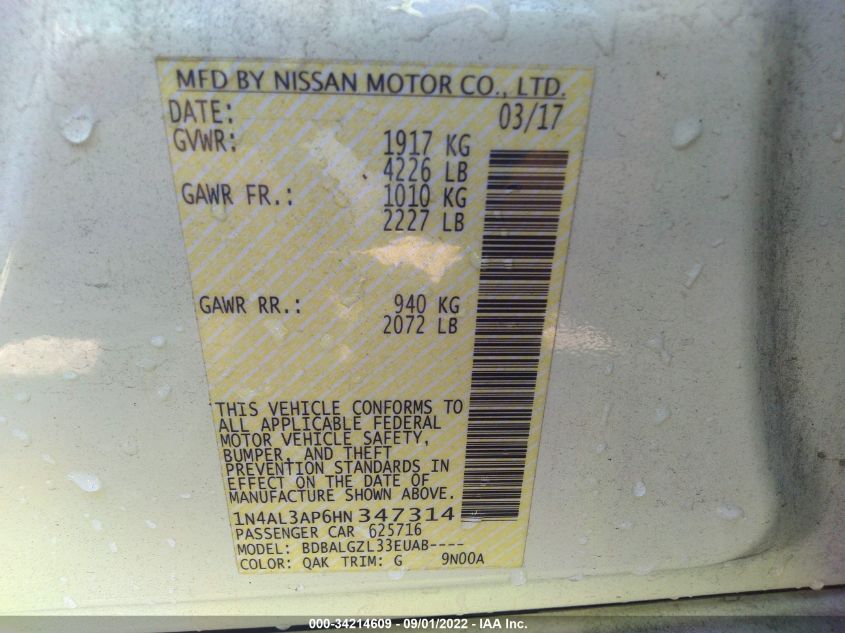 MFD BY NISSAN MOTOR CO., LTD.
DATE: 03/17
GVWR: 1917 KG
4226 LB
GAWR FR.: 1010 KG
2227 LB
GAWR RR.: 940 KG
2072 LB
THIS VEHICLE CONFORMS TO
ALL APPLICABLE FEDERAL
MOTOR VEHICLE SAFETY,
BUMPER, AND THEFT
PREVENTION STANDARDS IN
EFFECT ON THE DATE OF
MANUFACTURE SHOWN ABOVE.
1N4AL3AP6HN347314
PASSENGER CAR 625716
MODEL: BDBALGZL33EUAB----
COLOR: QAK TRIM: G 9N00A
000-34214609 - 09/01/2022 - IAA Inc.